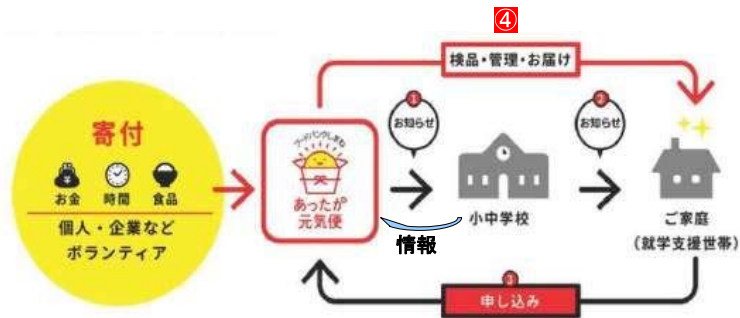 ④
検品・管理・お届け
①
お知らせ
②
お知らせ
寄付
お金 時間 食品
個人・企業など
ボランティア
フードバンクしまね
あったか
元気便
小中学校
ご家庭
(就学支援世帯)
情報
③
申し込み